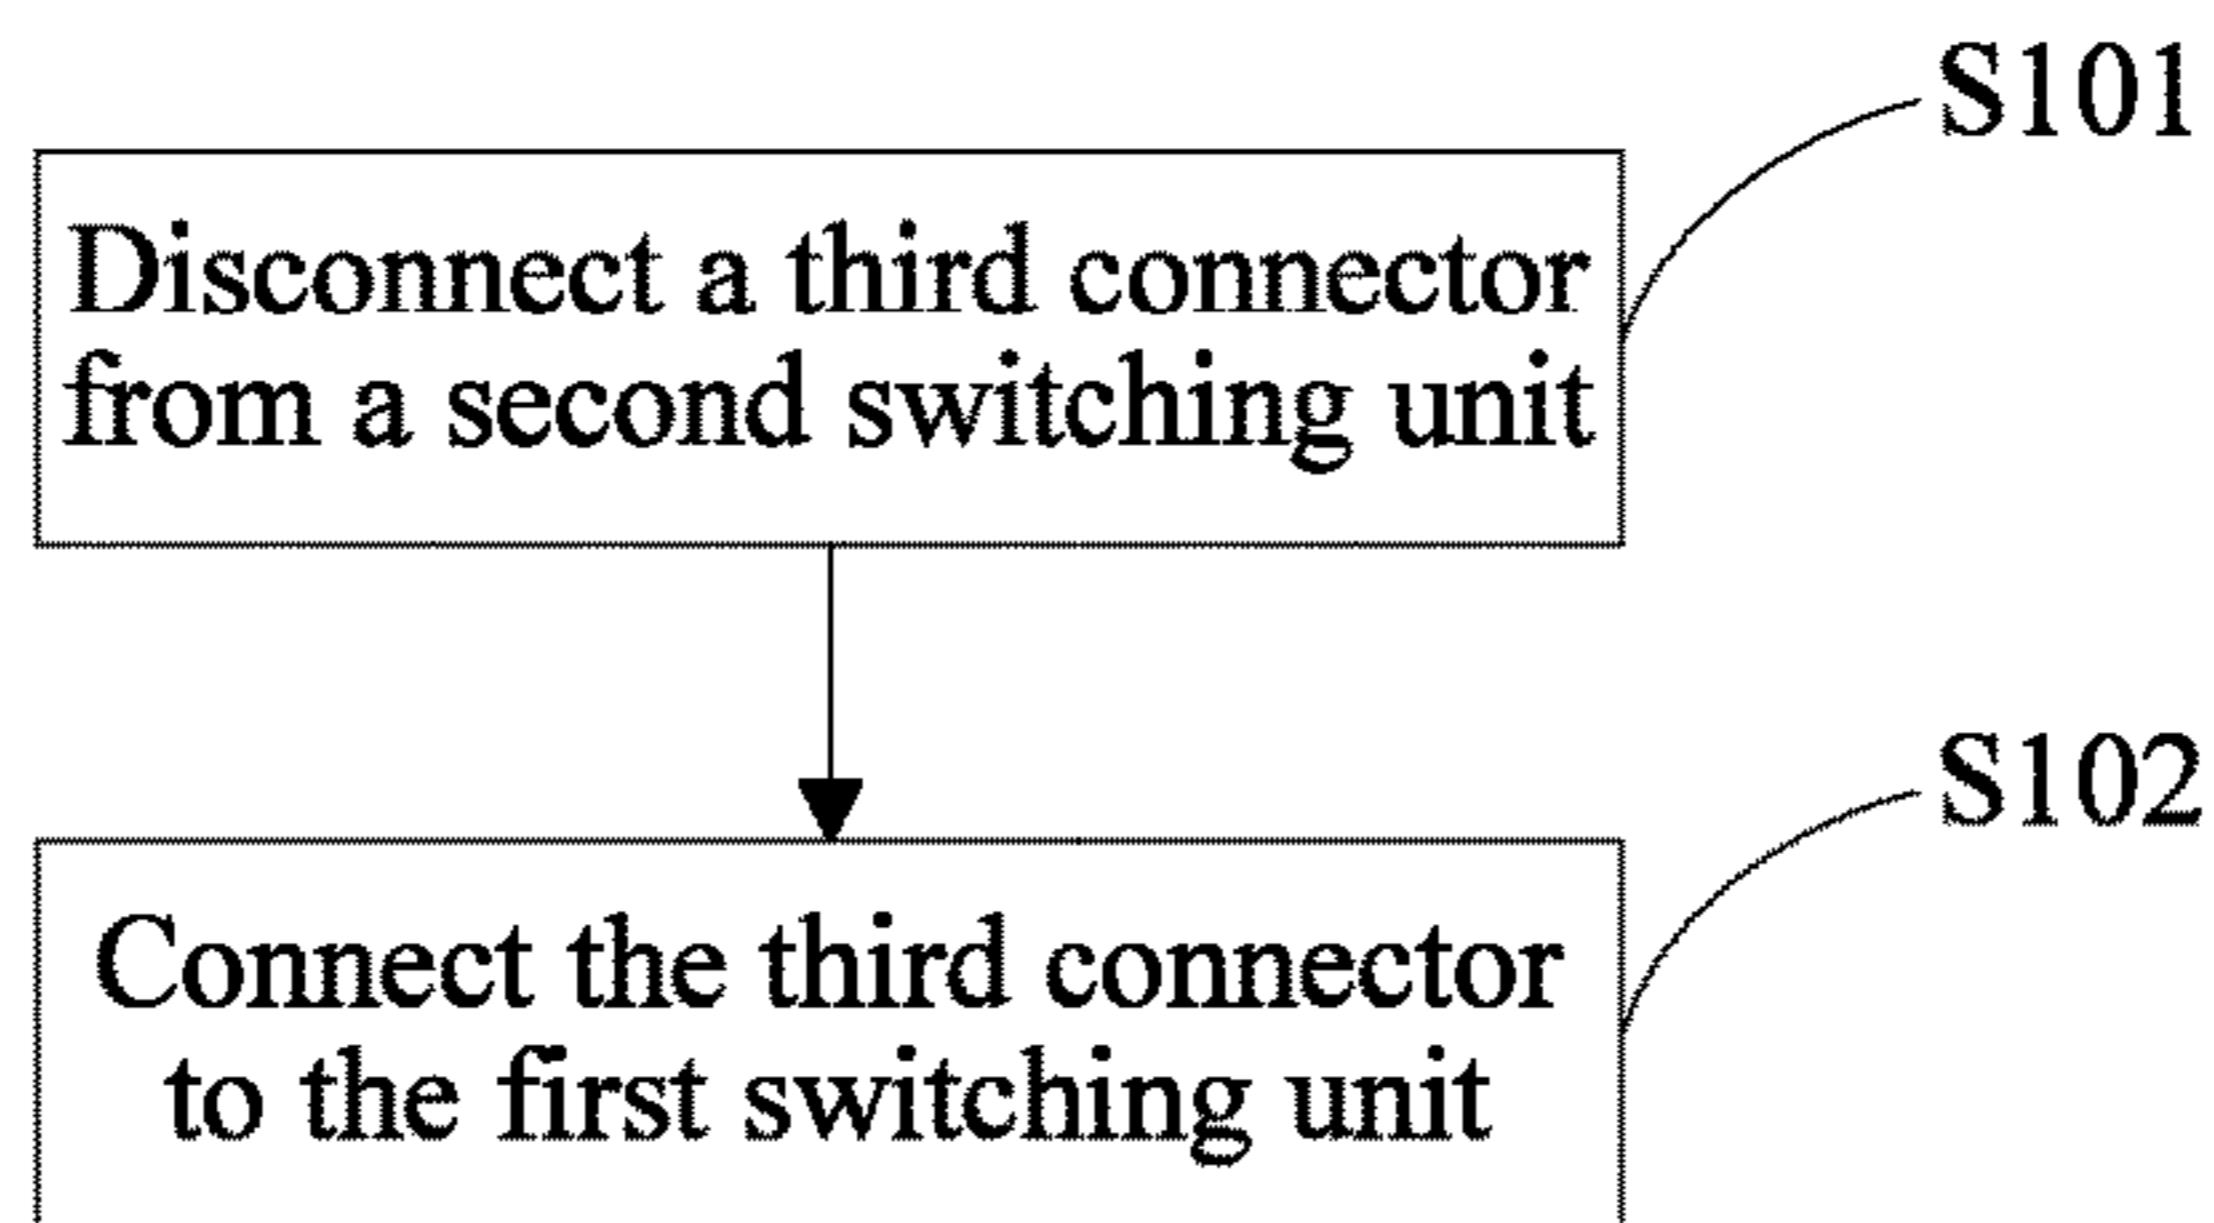 S101
Disconnect a third connector
from a second switching unit
S102
Connect the third connector
to the first switching unit